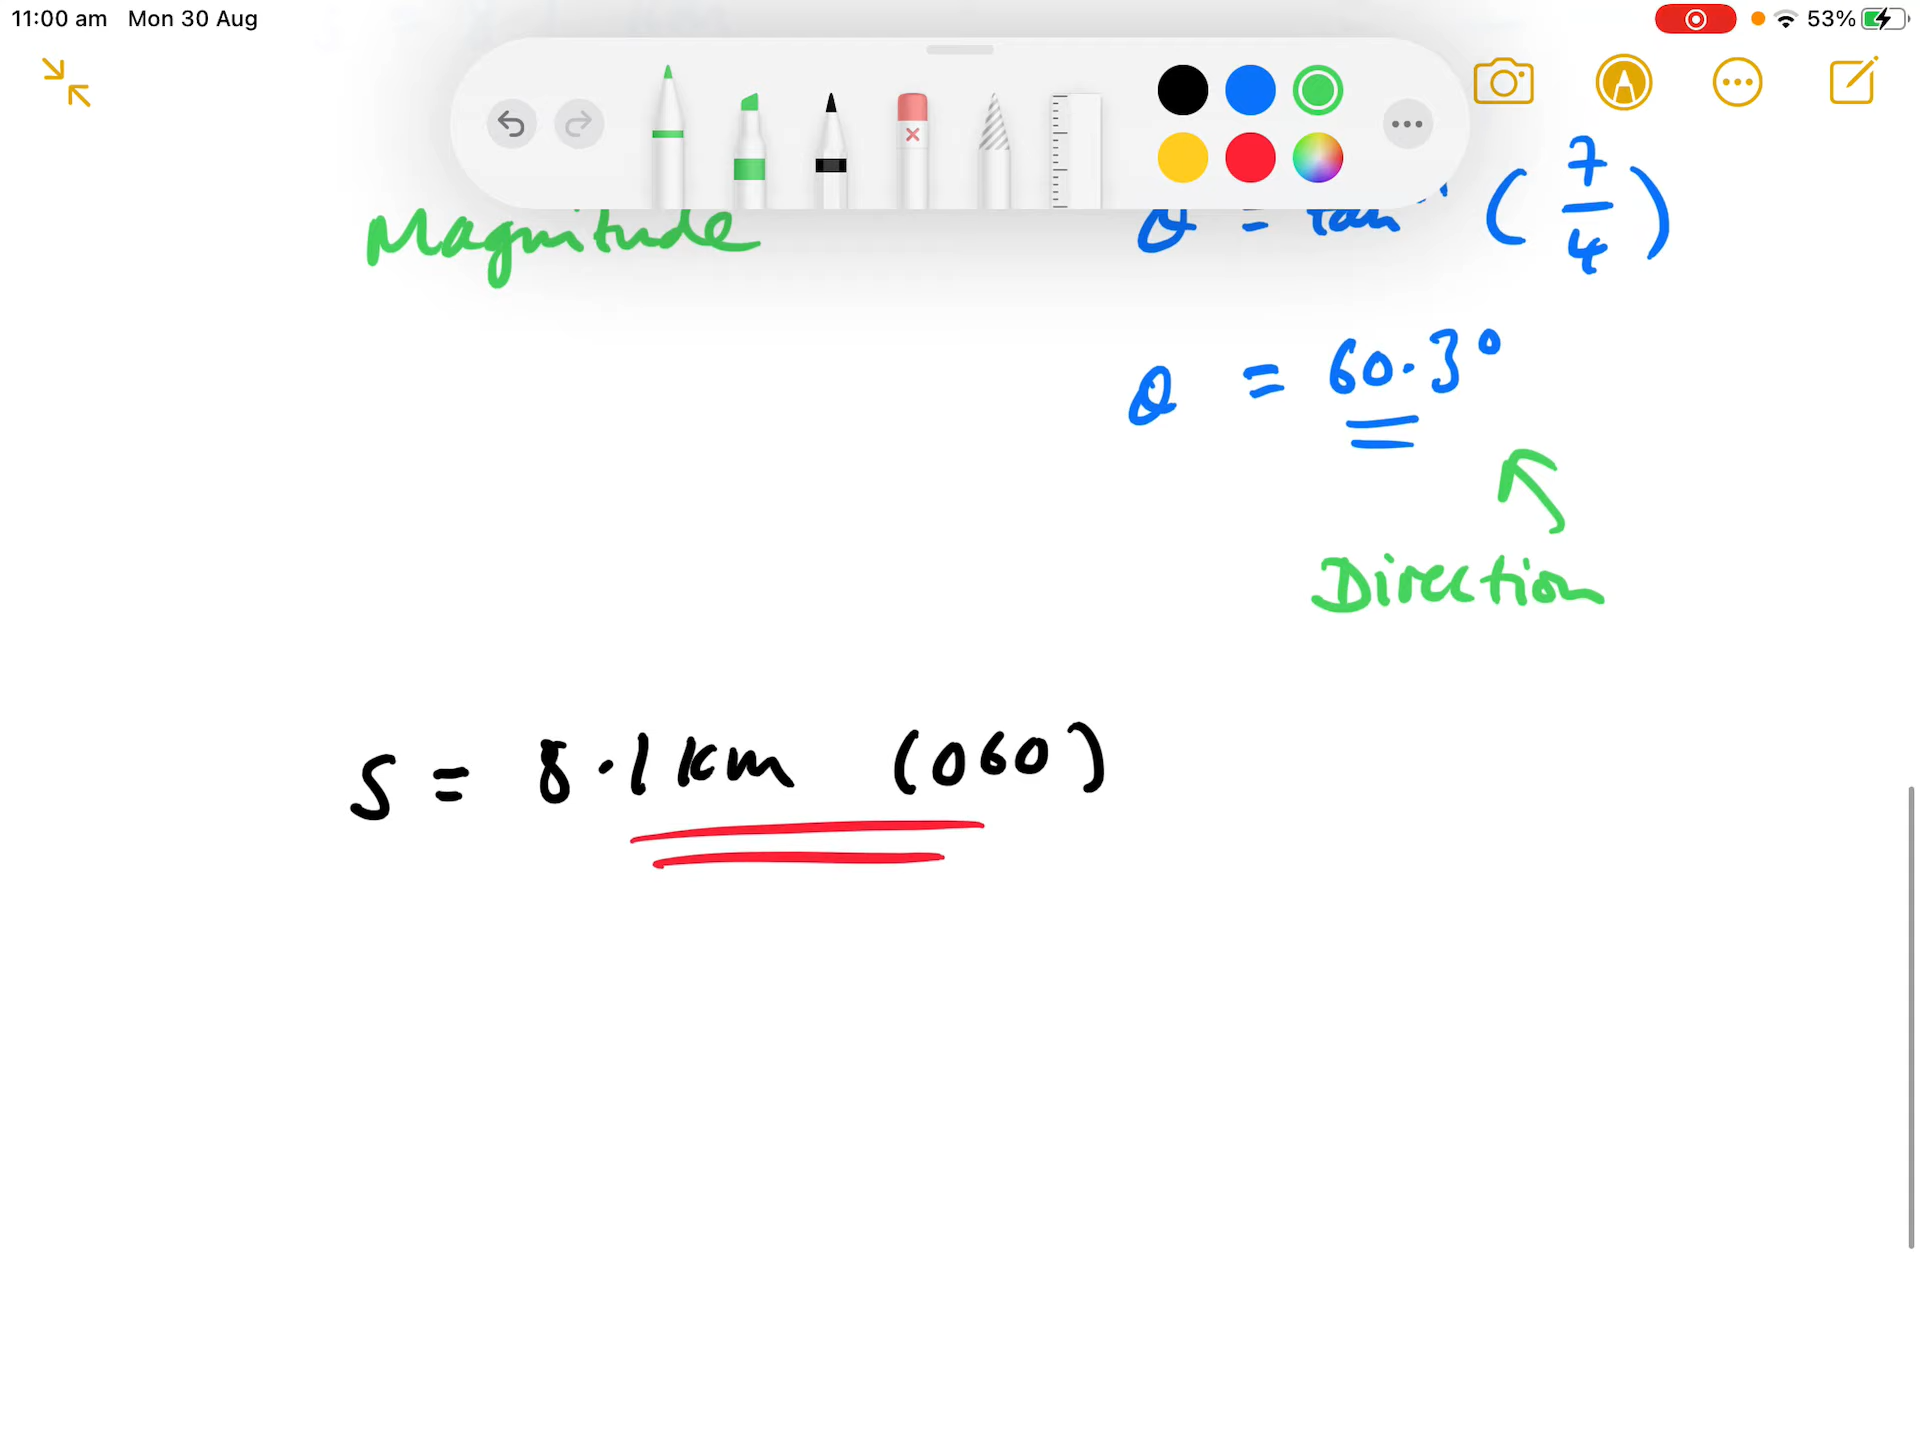 11:00 am Mon 30 Aug
53%
Magnitude
θ = tan⁻¹ (7/4)
θ = 60.3°
Direction
S = 8.1 km (060)